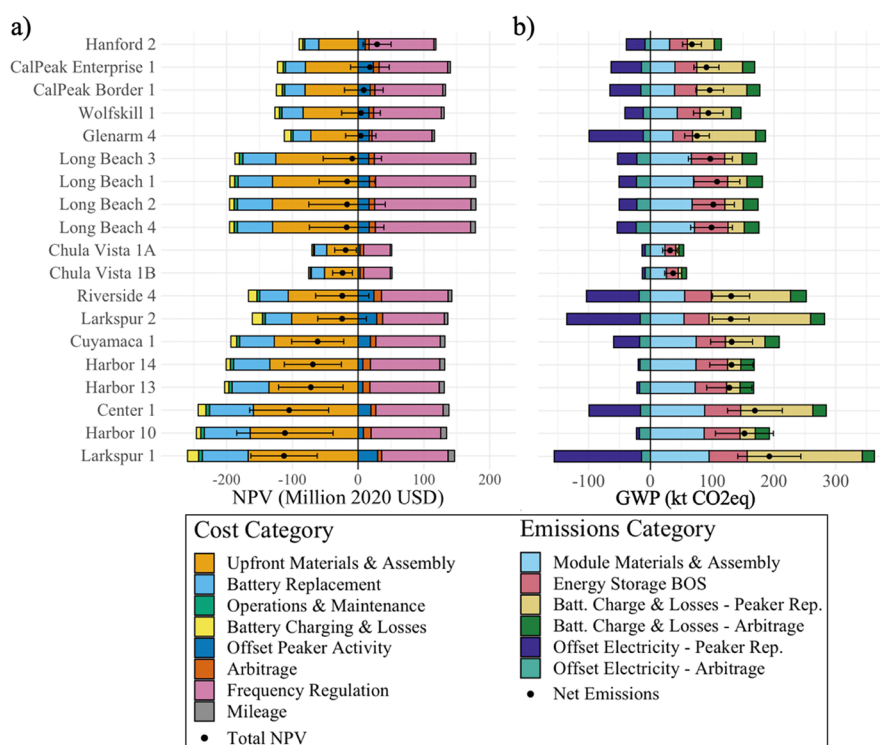 a)
b)
Hanford 2
CalPeak Enterprise 1
CalPeak Border 1
Wolfskill 1
Glenarm 4
Long Beach 3
Long Beach 1
Long Beach 2
Long Beach 4
Chula Vista 1A
Chula Vista 1B
Riverside 4
Larkspur 2
Cuyamaca 1
Harbor 14
Harbor 13
Center 1
Harbor 10
Larkspur 1
-200 -100 0 100 200
NPV (Million 2020 USD)
-100 0 100 200 300
GWP (kt CO2eq)
Cost Category
Upfront Materials & Assembly
Battery Replacement
Operations & Maintenance
Battery Charging & Losses
Offset Peaker Activity
Arbitrage
Frequency Regulation
Mileage
Total NPV
Emissions Category
Module Materials & Assembly
Energy Storage BOS
Batt. Charge & Losses - Peaker Rep.
Batt. Charge & Losses - Arbitrage
Offset Electricity - Peaker Rep.
Offset Electricity - Arbitrage
Net Emissions